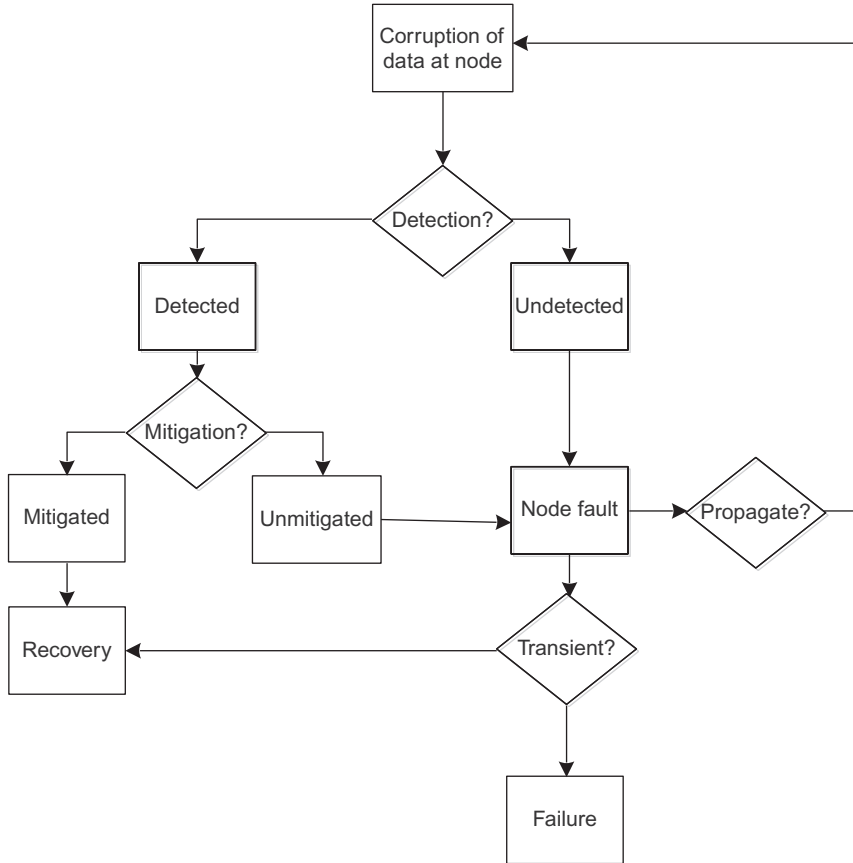 Corruption of
data at node
Detection?
Detected
Undetected
Mitigation?
Mitigated
Unmitigated
Node fault
Propagate?
Recovery
Transient?
Failure